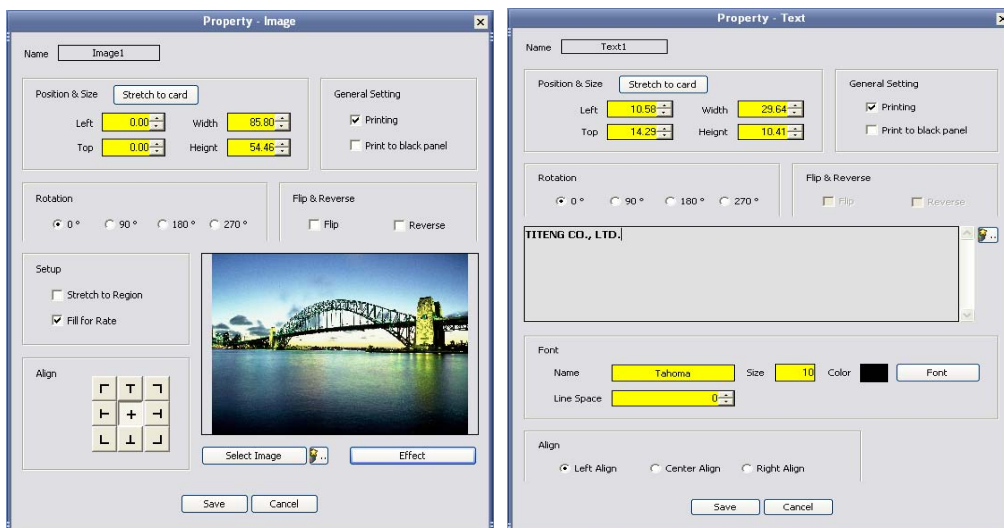 Property - Image
Name Image1
Position & Size Stretch to card
Left 0.00 Width 85.80
Top 0.00 Heignt 54.46
General Setting
Printing
Print to black panel
Rotation
0 ° 90 ° 180 ° 270 °
Flip & Reverse
Flip Reverse
Setup
Stretch to Region
Fill for Rate
Align
Select Image .. Effect
Save Cancel
Property - Text
Name Text1
Position & Size Stretch to card
Left 10.58 Width 29.64
Top 14.29 Heignt 10.41
General Setting
Printing
Print to black panel
Rotation
0 ° 90 ° 180 ° 270 °
Flip & Reverse
Flip Reverse
TITENG CO., LTD.
..
Font
Name Tahoma Size 10 Color Font
Line Space 0
Align
Left Align Center Align Right Align
Save Cancel